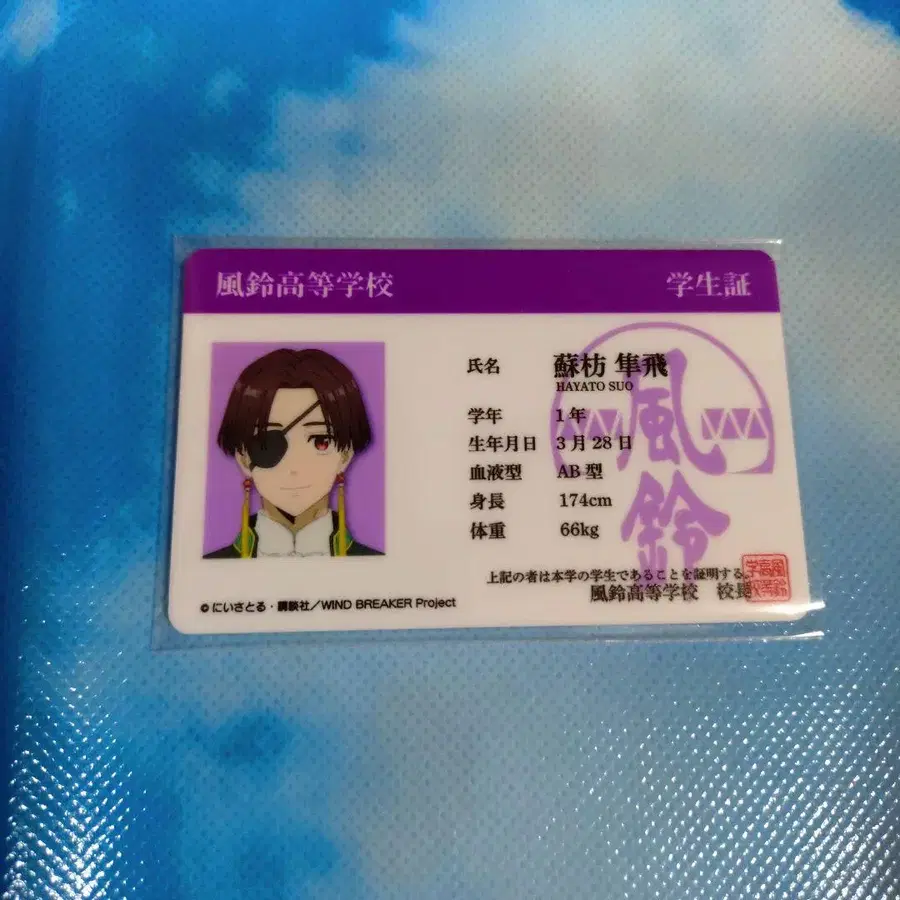 風鈴高等学校 学生証
氏名 蘇枋 隼飛
HAYATO SUO
学年 1年
生年月日 3月28日
血液型 AB型
身長 174cm
体重 66kg
風鈴
上記の者は本学の学生であることを証明する。
風鈴高等学校 校長
©にいさとる・講談社／WIND BREAKER Project